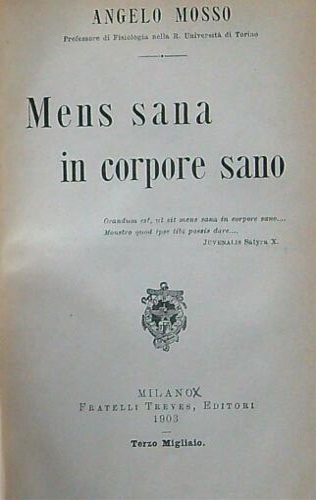 ANGELO MOSSO
Professore di Fisiologia nella R. Università di Torino
Mens sana
in corpore sano
Orandum est, ut sit mens sana in corpore sano....
Monstro quod ipse tibi possis dare....
JUVENALIS Satyra X.
MILANO
FRATELLI TREVES, EDITORI
1903
Terzo Migliaio.